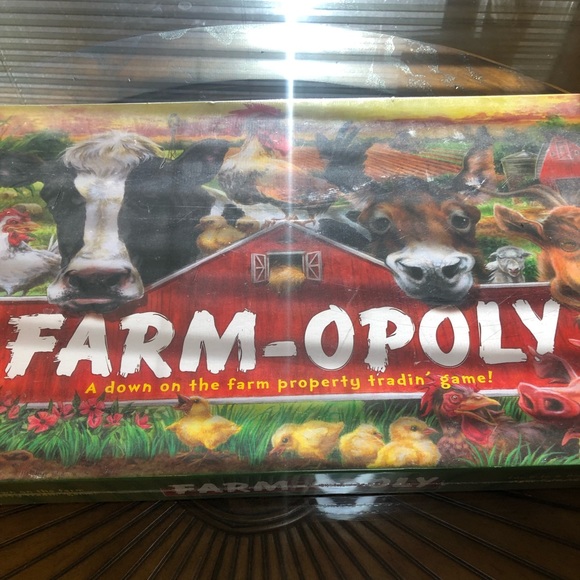 FARM-OPOLY
A down on the farm property tradin' game!
FARM-OPOLY